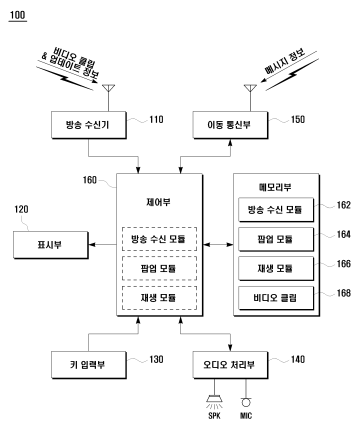 100
비디오 클립
& 업데이트 정보
메시지 정보
방송 수신기
110
이동 통신부
150
160
제어부
방송 수신 모듈
팝업 모듈
재생 모듈
메모리부
방송 수신 모듈
162
팝업 모듈
164
재생 모듈
166
비디오 클립
168
120
표시부
키 입력부
130
오디오 처리부
140
SPK
MIC